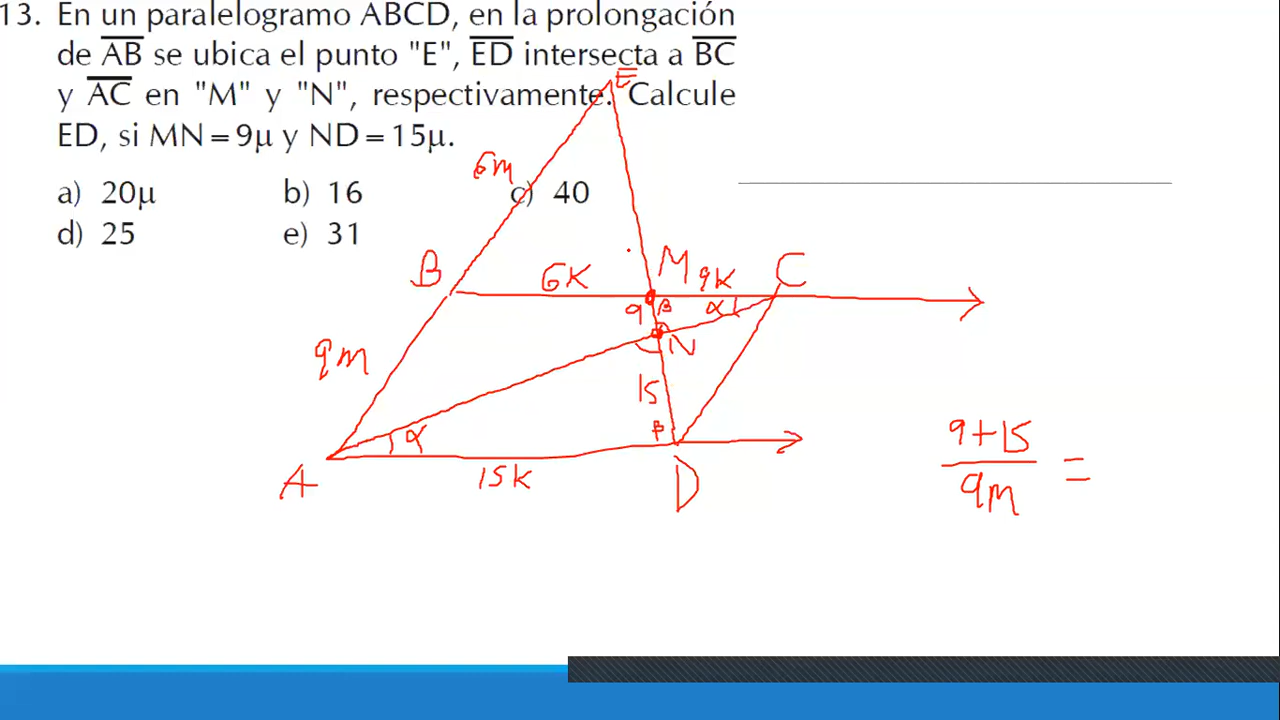 13. En un paralelogramo ABCD, en la prolongación
de AB se ubica el punto "E", ED intersecta a BC
y AC en "M" y "N", respectivamente. Calcule
ED, si MN = 9μ y ND = 15μ.
a) 20μ b) 16 c) 40
d) 25 e) 31
E
6m
B 6K M 9K C
9 β α
N
9m
15
α β
A 15K D
9+15
9m =